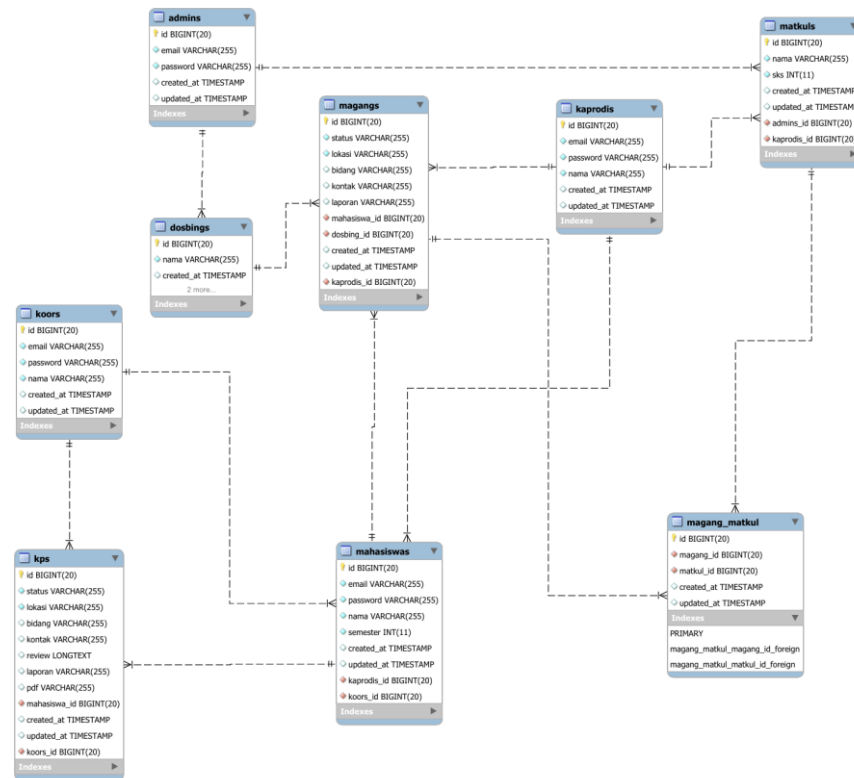 admins
id BIGINT(20)
email VARCHAR(255)
password VARCHAR(255)
created_at TIMESTAMP
updated_at TIMESTAMP
Indexes
matkuls
id BIGINT(20)
nama VARCHAR(255)
sks INT(11)
created_at TIMESTAMP
updated_at TIMESTAM
admins_id BIGINT(20)
kaprodis_id BIGINT(20)
Indexes
magangs
id BIGINT(20)
status VARCHAR(255)
lokasi VARCHAR(255)
bidang VARCHAR(255)
kontak VARCHAR(255)
laporan VARCHAR(255)
mahasiswa_id BIGINT(20)
dosbing_id BIGINT(20)
created_at TIMESTAMP
updated_at TIMESTAMP
kaprodis_id BIGINT(20)
Indexes
kaprodis
id BIGINT(20)
email VARCHAR(255)
password VARCHAR(255)
nama VARCHAR(255)
created_at TIMESTAMP
updated_at TIMESTAMP
Indexes
dosbings
id BIGINT(20)
nama VARCHAR(255)
created_at TIMESTAMP
2 more...
Indexes
koors
id BIGINT(20)
email VARCHAR(255)
password VARCHAR(255)
nama VARCHAR(255)
created_at TIMESTAMP
updated_at TIMESTAMP
Indexes
kps
id BIGINT(20)
status VARCHAR(255)
lokasi VARCHAR(255)
bidang VARCHAR(255)
kontak VARCHAR(255)
review LONGTEXT
laporan VARCHAR(255)
pdf VARCHAR(255)
mahasiswa_id BIGINT(20)
created_at TIMESTAMP
updated_at TIMESTAMP
koors_id BIGINT(20)
Indexes
mahasiswas
id BIGINT(20)
email VARCHAR(255)
password VARCHAR(255)
nama VARCHAR(255)
semester INT(11)
created_at TIMESTAMP
updated_at TIMESTAMP
kaprodis_id BIGINT(20)
koors_id BIGINT(20)
Indexes
magang_matkul
id BIGINT(20)
magang_id BIGINT(20)
matkul_id BIGINT(20)
created_at TIMESTAMP
updated_at TIMESTAMP
Indexes
PRIMARY
magang_matkul_magang_id_foreign
magang_matkul_matkul_id_foreign